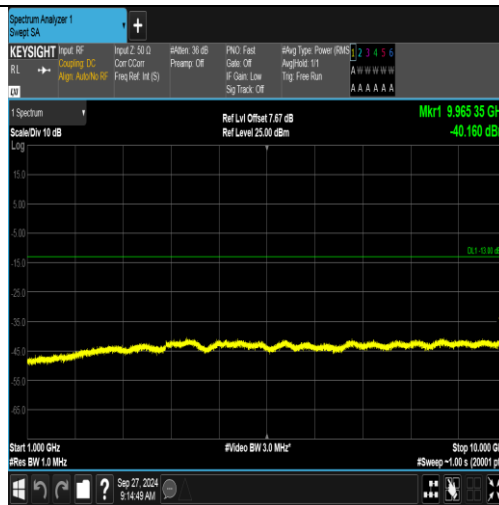 Spectrum Analyzer 1
Swept SA
+
KEYSIGHT
RL
Input: RF
Coupling: DC
Align: Auto/No RF
Input Z: 50 Ω
Corr CCorr
Freq Ref: Int (S)
#Atten: 36 dB
Preamp: Off
PNO: Fast
Gate: Off
IF Gain: Low
Sig Track: Off
#Avg Type: Power (RMS
Avg|Hold: 1/1
Trig: Free Run
1 2 3 4 5 6
A W W W W W
A A A A A A
1 Spectrum
Scale/Div 10 dB
Log
Ref Lvl Offset 7.67 dB
Ref Level 25.00 dBm
Mkr1 9.965 35 GH
-40.160 dB
15.0
5.00
-5.00
-15.0
-25.0
-35.0
-45.0
-55.0
-65.0
DL1 -13.00 dB
Start 1.000 GHz
#Res BW 1.0 MHz
#Video BW 3.0 MHz*
Stop 10.000 G
#Sweep ~1.00 s (20001 p
?
Sep 27, 2024
9:14:49 AM